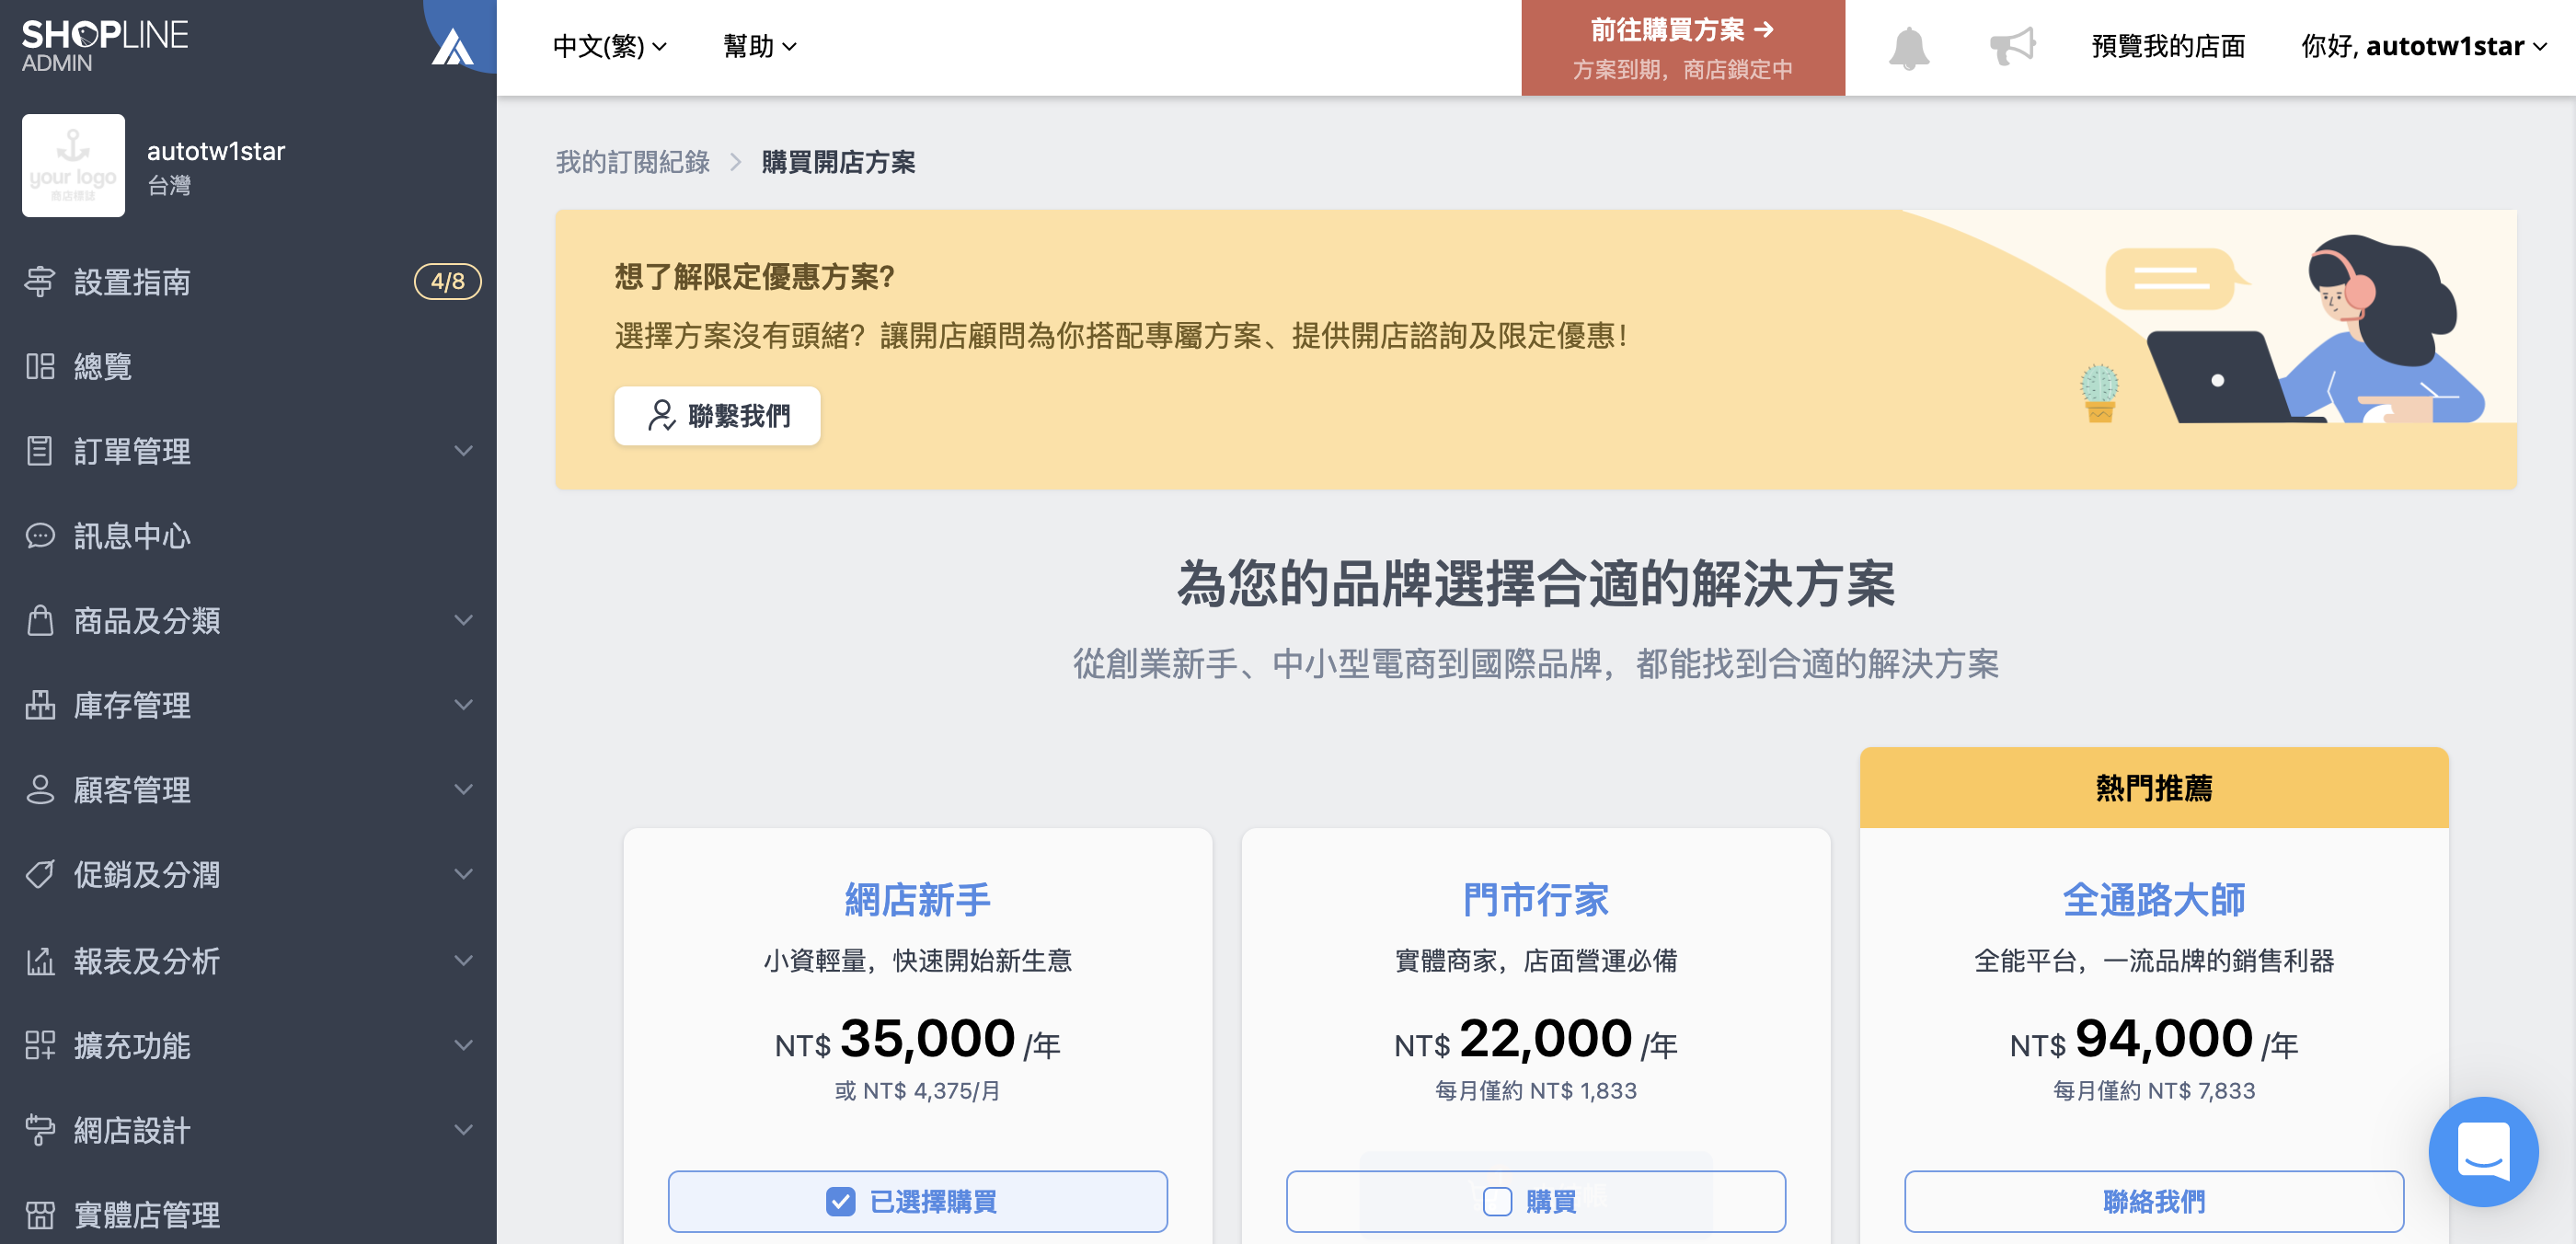 SHOPLINE
ADMIN
中文(繁)
幫助
前往購買方案 →
方案到期，商店鎖定中
預覽我的店面
你好, autotw1star
your logo
商店標誌
autotw1star
台灣
設置指南
4/8
總覽
訂單管理
訊息中心
商品及分類
庫存管理
顧客管理
促銷及分潤
報表及分析
擴充功能
網店設計
實體店管理
我的訂閱紀錄 > 購買開店方案
想了解限定優惠方案?
選擇方案沒有頭緒？讓開店顧問為你搭配專屬方案、提供開店諮詢及限定優惠！
聯繫我們
為您的品牌選擇合適的解決方案
從創業新手、中小型電商到國際品牌，都能找到合適的解決方案
網店新手
小資輕量，快速開始新生意
NT$ 35,000 /年
或 NT$ 4,375/月
已選擇購買
門市行家
實體商家，店面營運必備
NT$ 22,000 /年
每月僅約 NT$ 1,833
購買
熱門推薦
全通路大師
全能平台，一流品牌的銷售利器
NT$ 94,000 /年
每月僅約 NT$ 7,833
聯絡我們